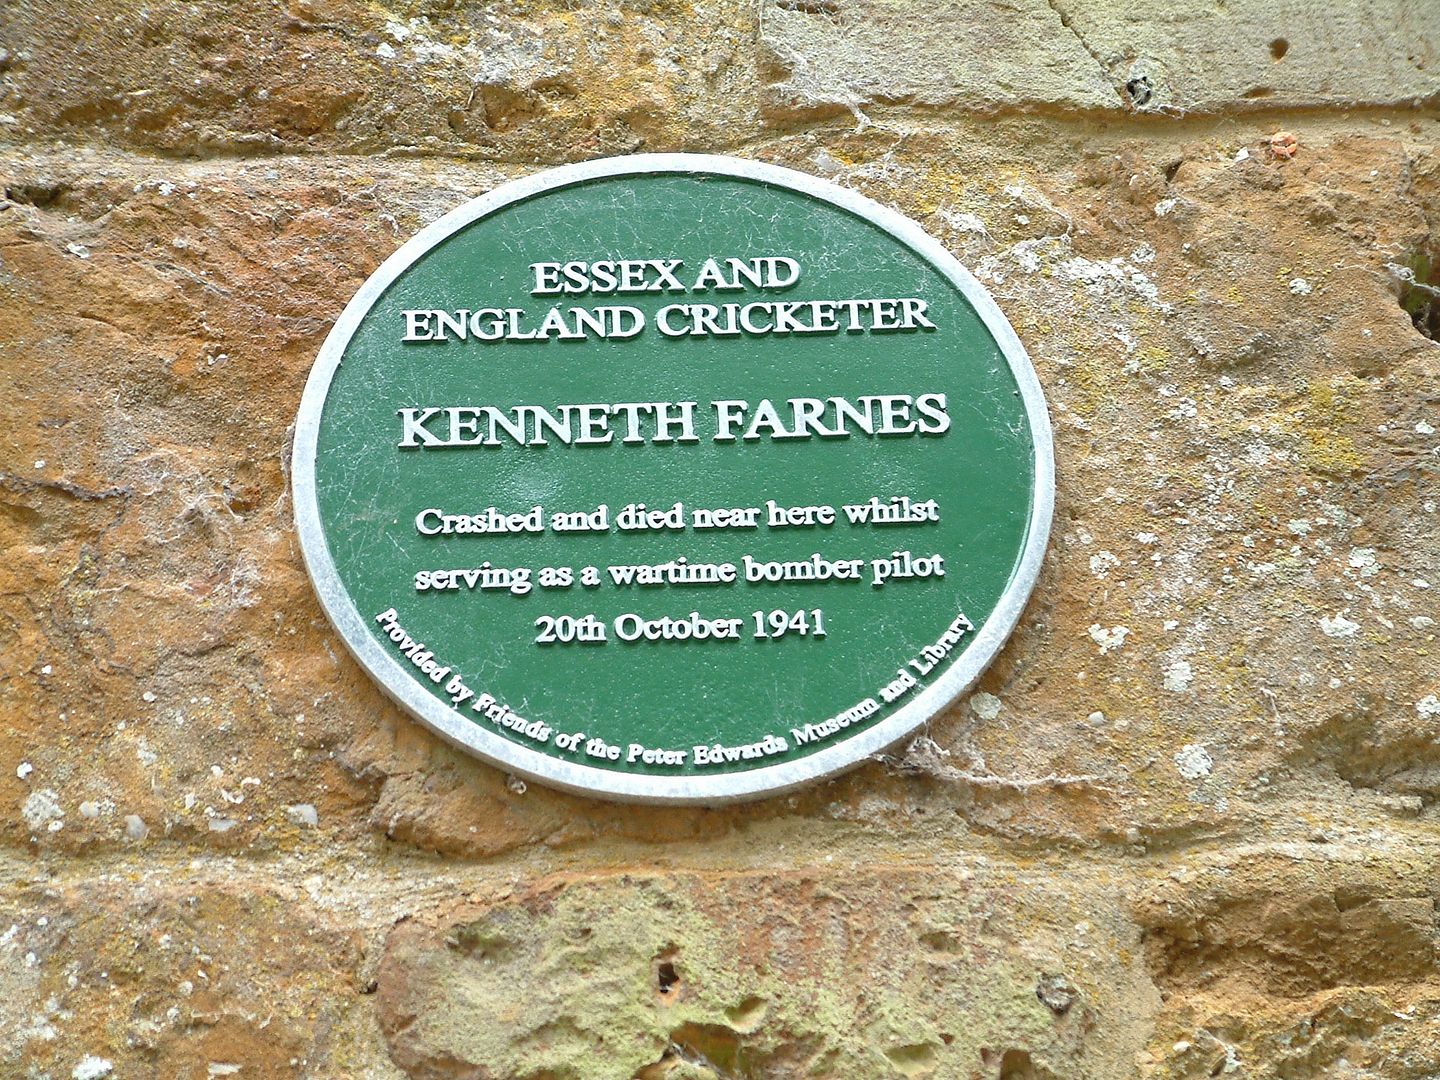 ESSEX AND
ENGLAND CRICKETER
KENNETH FARNES
Crashed and died near here whilst
serving as a wartime bomber pilot
20th October 1941
Provided by Friends of the Peter Edwards Museum and Library